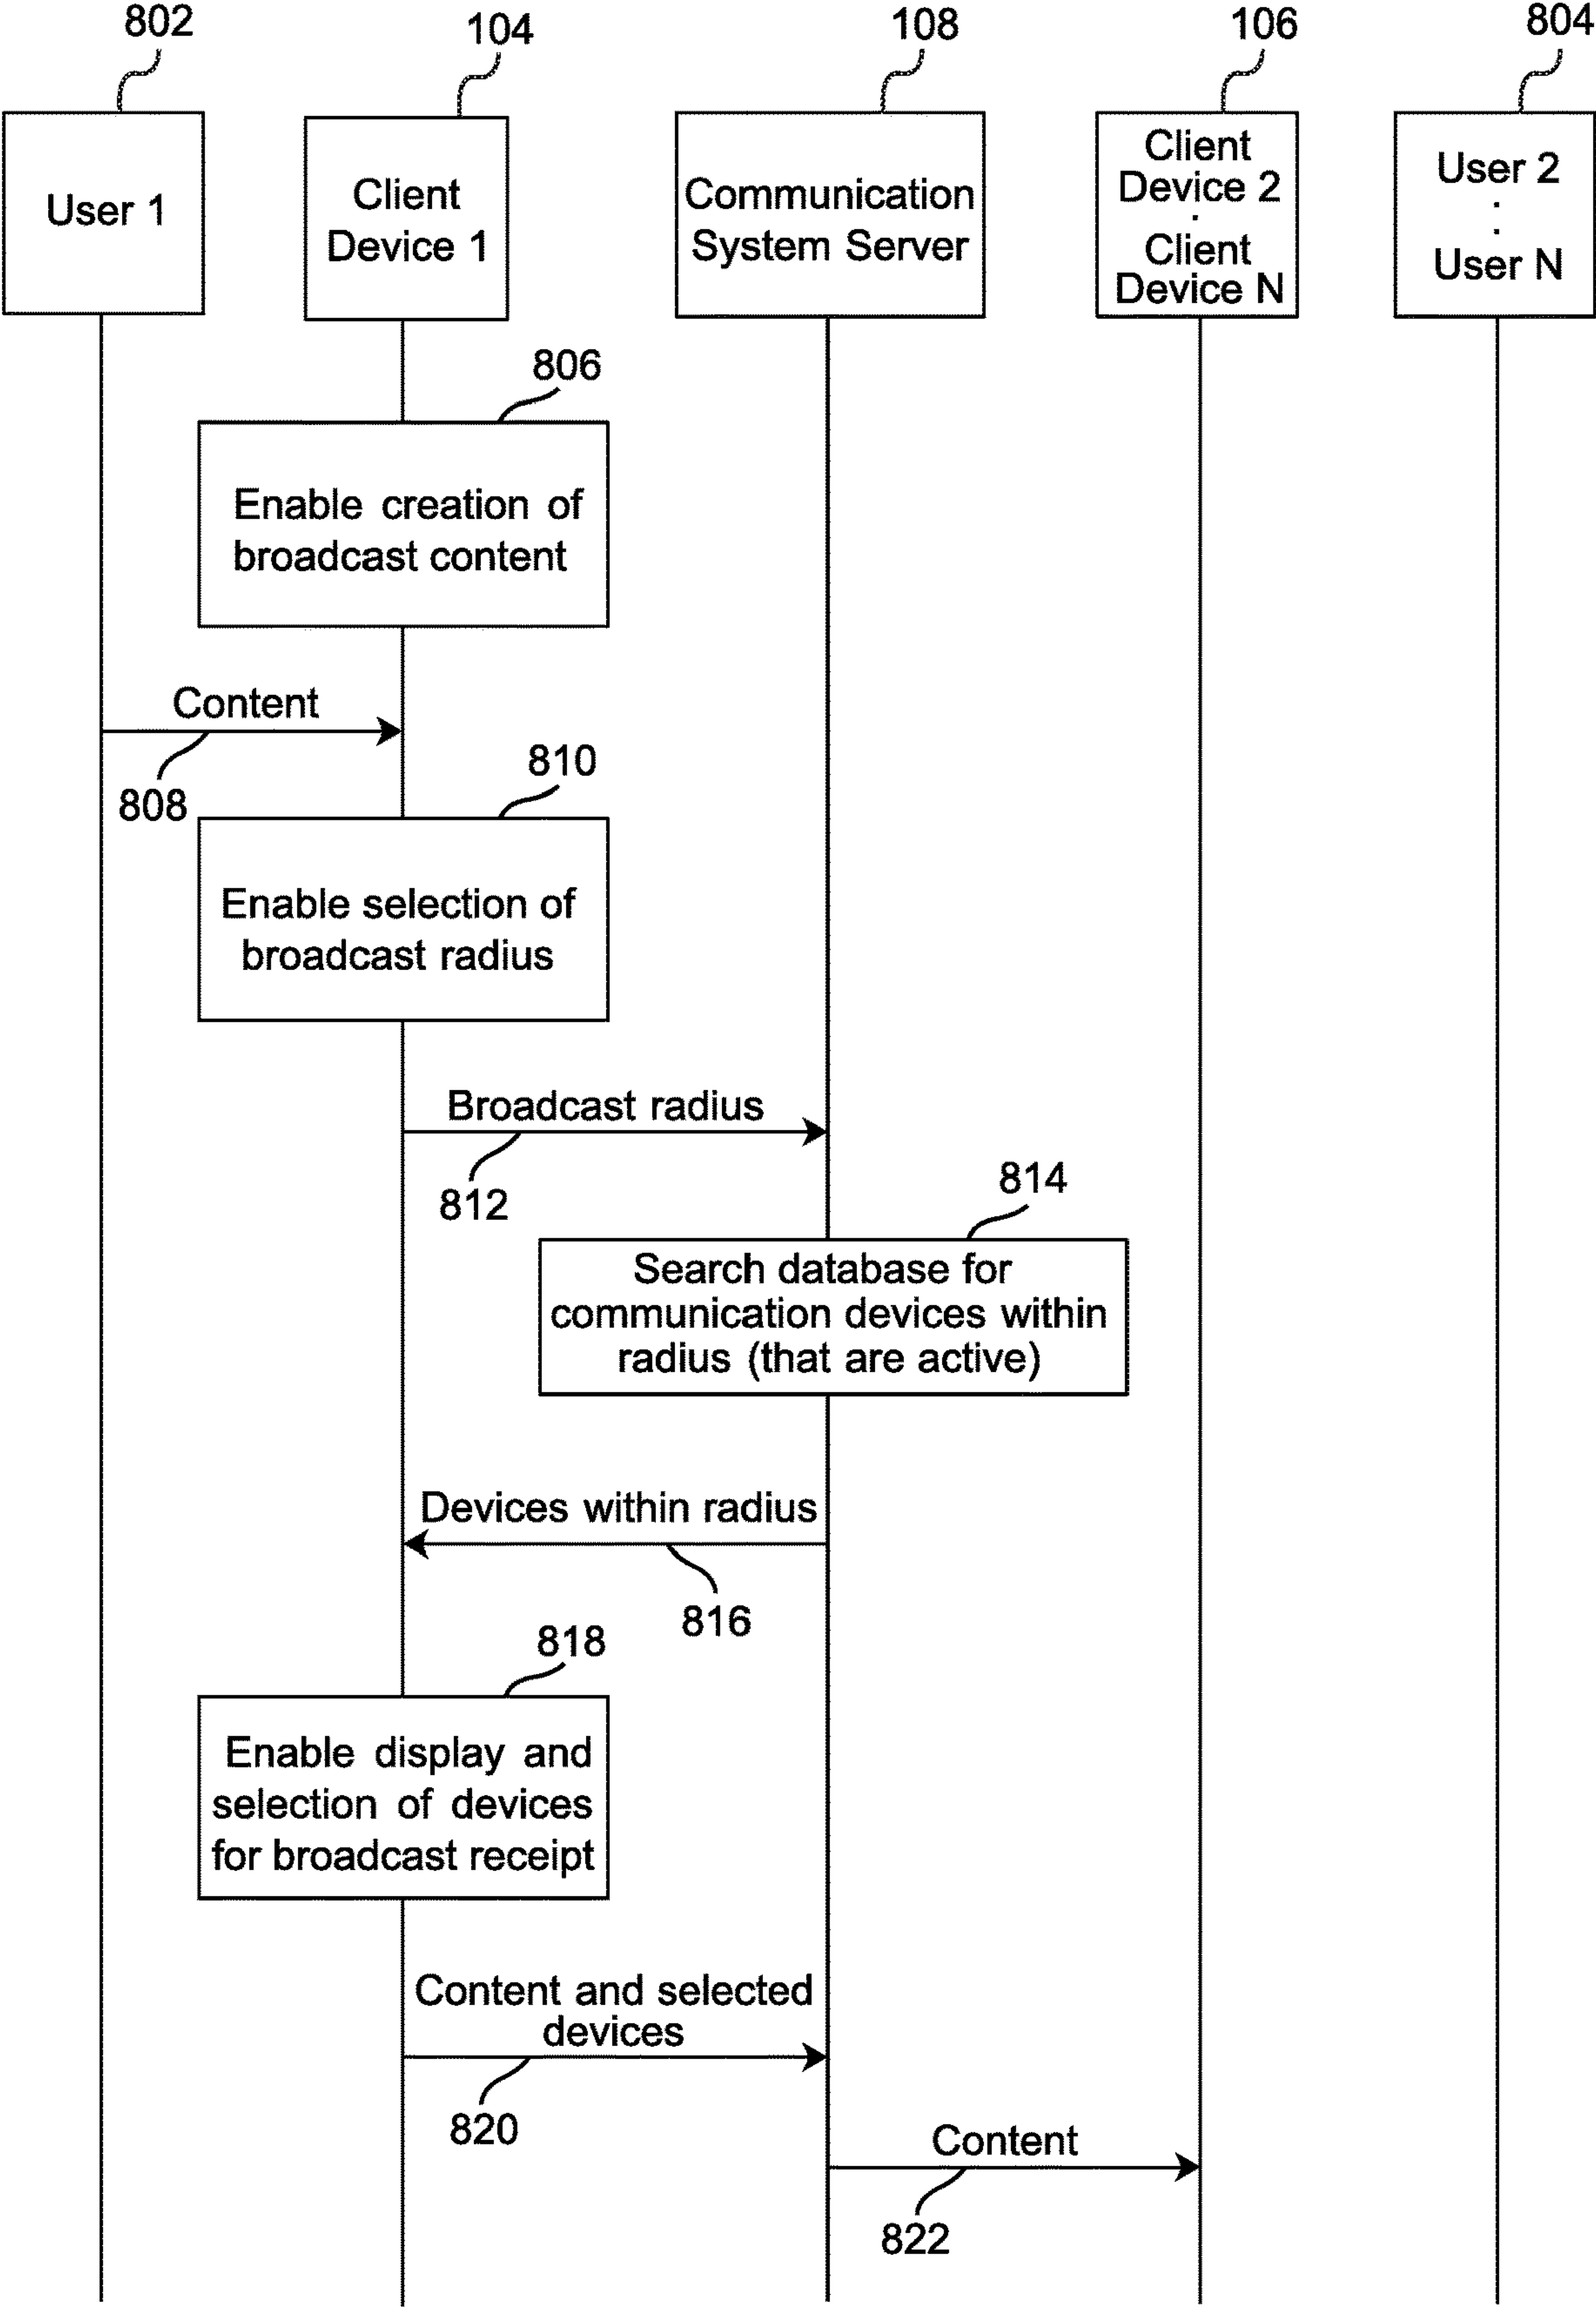 802
104
108
106
804
User 1
Client
Device 1
Communication
System Server
Client
Device 2
.
Client
Device N
User 2
.
.
User N
806
Enable creation of
broadcast content
Content
808
810
Enable selection of
broadcast radius
Broadcast radius
812
814
Search database for
communication devices within
radius (that are active)
Devices within radius
816
818
Enable display and
selection of devices
for broadcast receipt
Content and selected
devices
820
Content
822